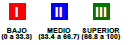 I II III
BAJO MEDIO SUPERIOR
(0 a 33.3) (33.4 a 66.7) (66.8 a 100)